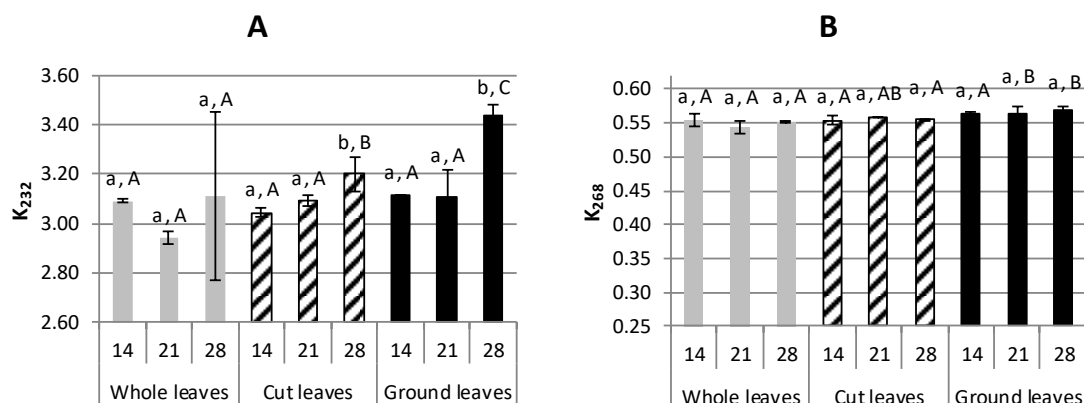 A
K232
3.60
3.40
3.20
3.00
2.80
2.60
a, A
a, A
a, A
a, A
a, A
b, B
a, A
a, A
b, C
14 21 28 14 21 28 14 21 28
Whole leaves Cut leaves Ground leaves
B
K268
0.60
0.55
0.50
0.45
0.40
0.35
0.30
0.25
a, A
a, A
a, A
a, A
a, AB
a, A
a, A
a, B
a, B
14 21 28 14 21 28 14 21 28
Whole leaves Cut leaves Ground leaves